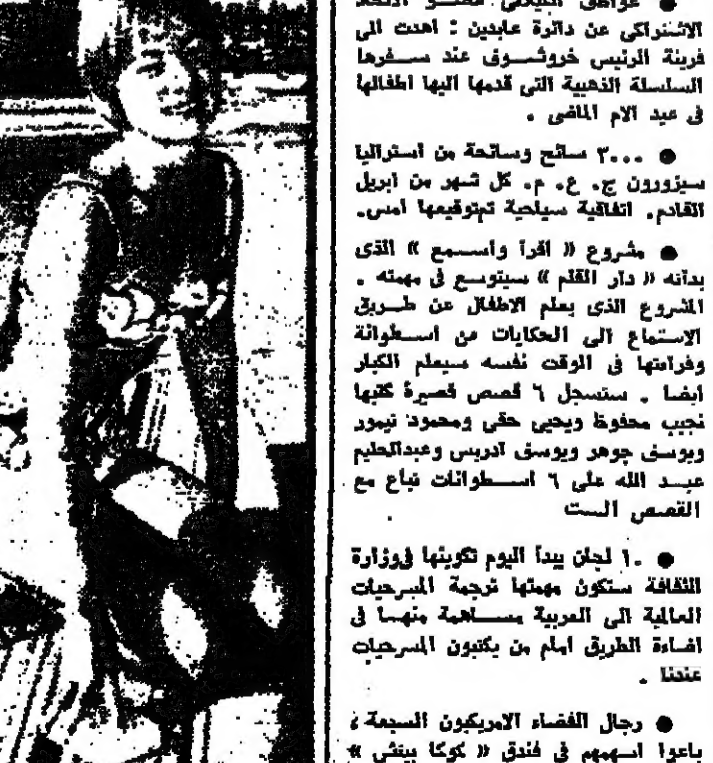 الاشتراكى عن دائرة عابدين : اهدت الى
قرينة الرئيس خروشوف عند سفرها
السلسلة الذهبية التى قدمها اليها اطفالها
فى عيد الام الماضى .
● ٣٠٠٠ سائح وسائحة من استراليا
سيزورون ج. ع. م. كل شهر من ابريل
القادم. اتفاقية سياحية تم توقيعها أمس.
● مشروع « اقرأ واسمع » الذى
بدأته « دار القلم » سيتوسع فى مهمته .
المشروع الذى يعلم الاطفال عن طريق
الاستماع الى الحكايات من اسطوانة
وقراءتها فى الوقت نفسه سيعلم الكبار
ايضا . ستسجل ٦ قصص قصيرة كتبها
نجيب محفوظ ويحيى حقى ومحمود تيمور
ويوسف جوهر ويوسف ادريس وعبدالحليم
عبد الله على ٦ اسطوانات تباع مع
القصص الست
● ١٠ لجان يبدأ اليوم تكوينها فى وزارة
الثقافة ستكون مهمتها ترجمة المسرحيات
العالمية الى العربية مساهمة منهما فى
اضاءة الطريق امام من يكتبون المسرحيات
عندنا .
● رجال الفضاء الامريكيون السبعة ،
باعوا اسهمهم فى فندق « كوكا بيتش »